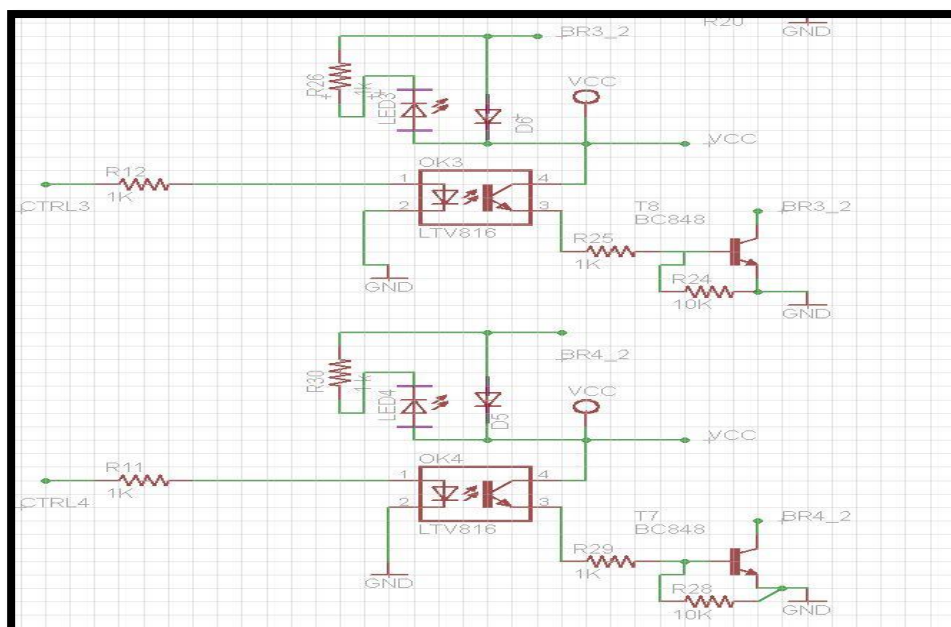 R20
GND
BR3_2
R26
1K
LED3
D6
VCC
VCC
R12
1K
CTRL3
OK3
1
2
4
3
LTV816
GND
R25
1K
T8
BC848
BR3_2
R24
10K
GND
BR4_2
R30
1K
LED4
D5
VCC
VCC
R11
1K
CTRL4
OK4
1
2
4
3
LTV816
GND
R29
1K
T7
BC848
BR4_2
R28
10K
GND